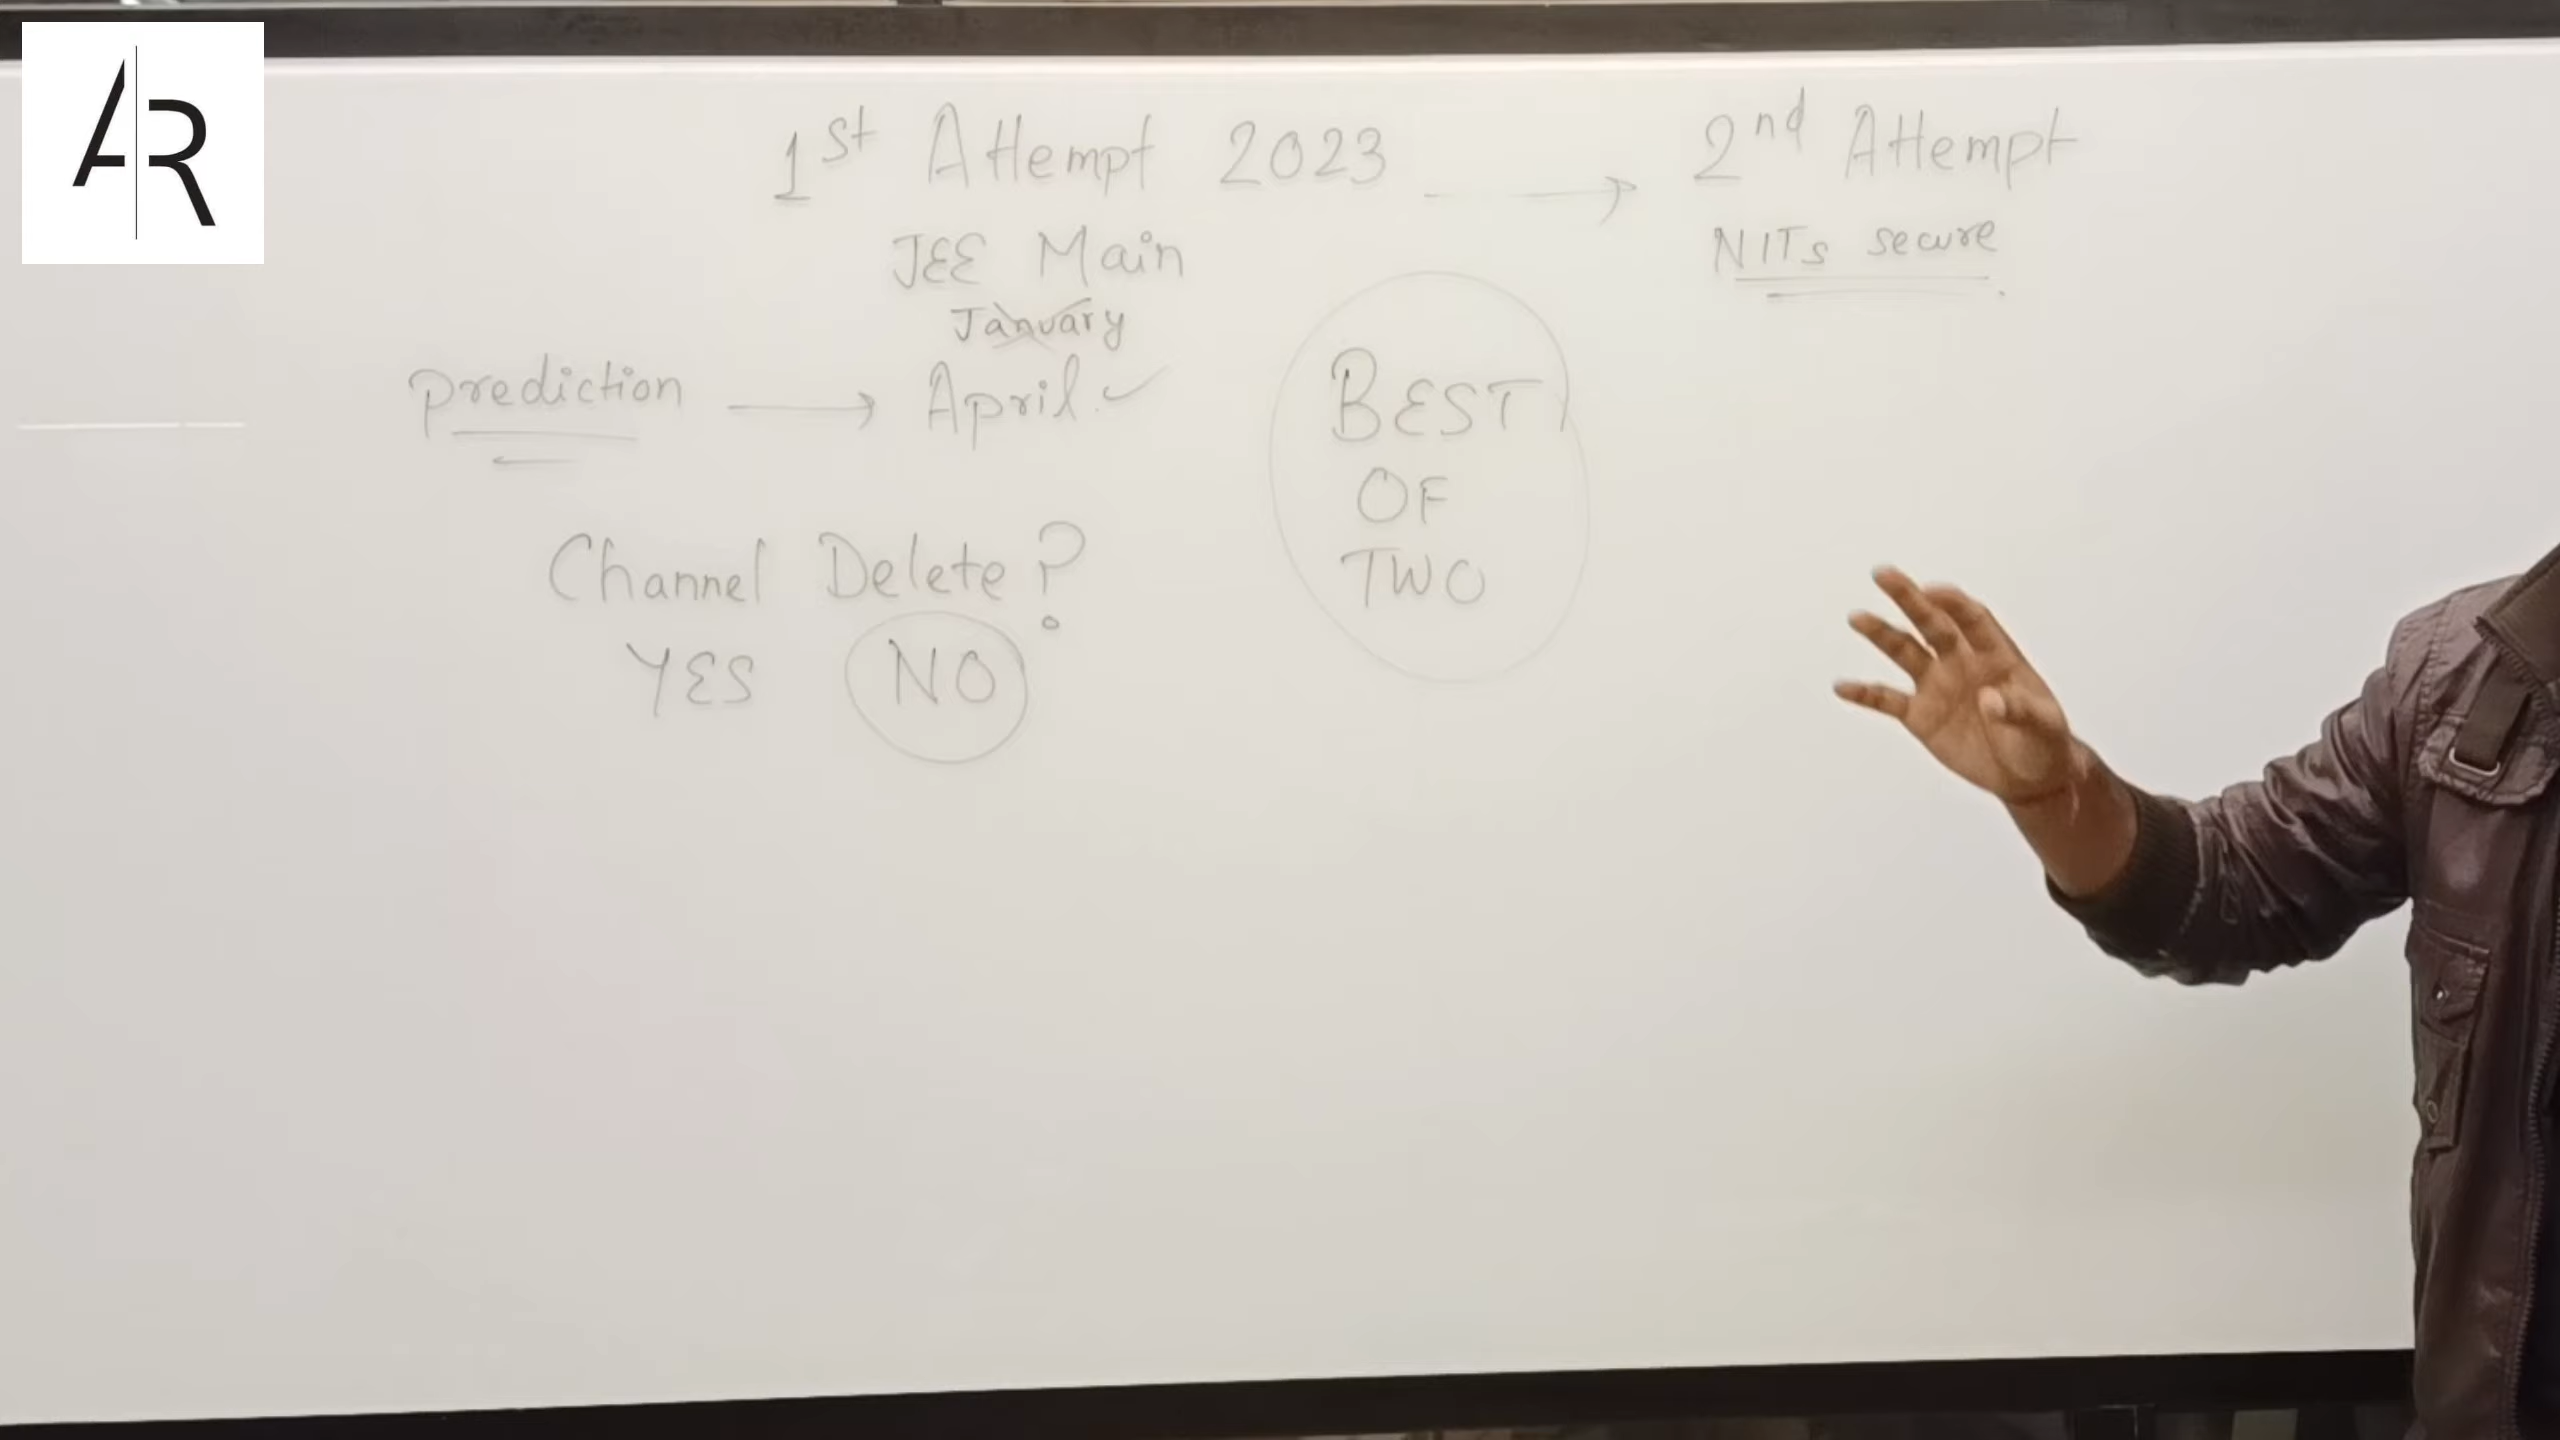 AR
1st Attempt 2023 → 2nd Attempt
JEE Main
NITs secure
January
prediction → April ✓
BEST
OF
TWO
Channel Delete?
YES NO